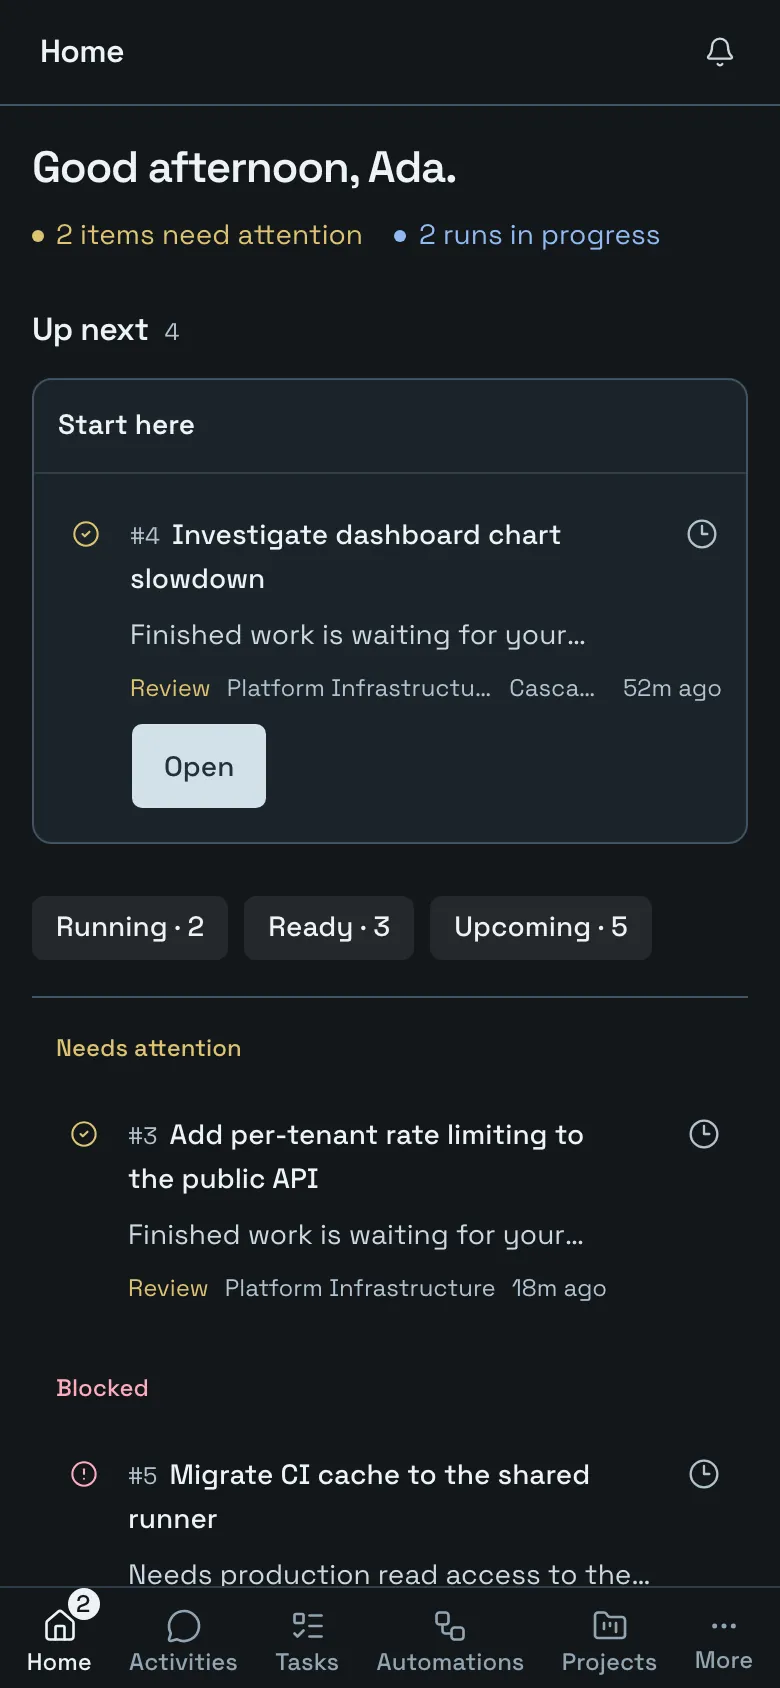 Home
Good afternoon, Ada.
2 items need attention 2 runs in progress
Up next 4
Start here
#4 Investigate dashboard chart
slowdown
Finished work is waiting for your...
Review Platform Infrastructu... Casca... 52m ago
Open
Running · 2 Ready · 3 Upcoming · 5
Needs attention
#3 Add per-tenant rate limiting to
the public API
Finished work is waiting for your...
Review Platform Infrastructure 18m ago
Blocked
#5 Migrate CI cache to the shared
runner
Needs production read access to the...
2
Home Activities Tasks Automations Projects More